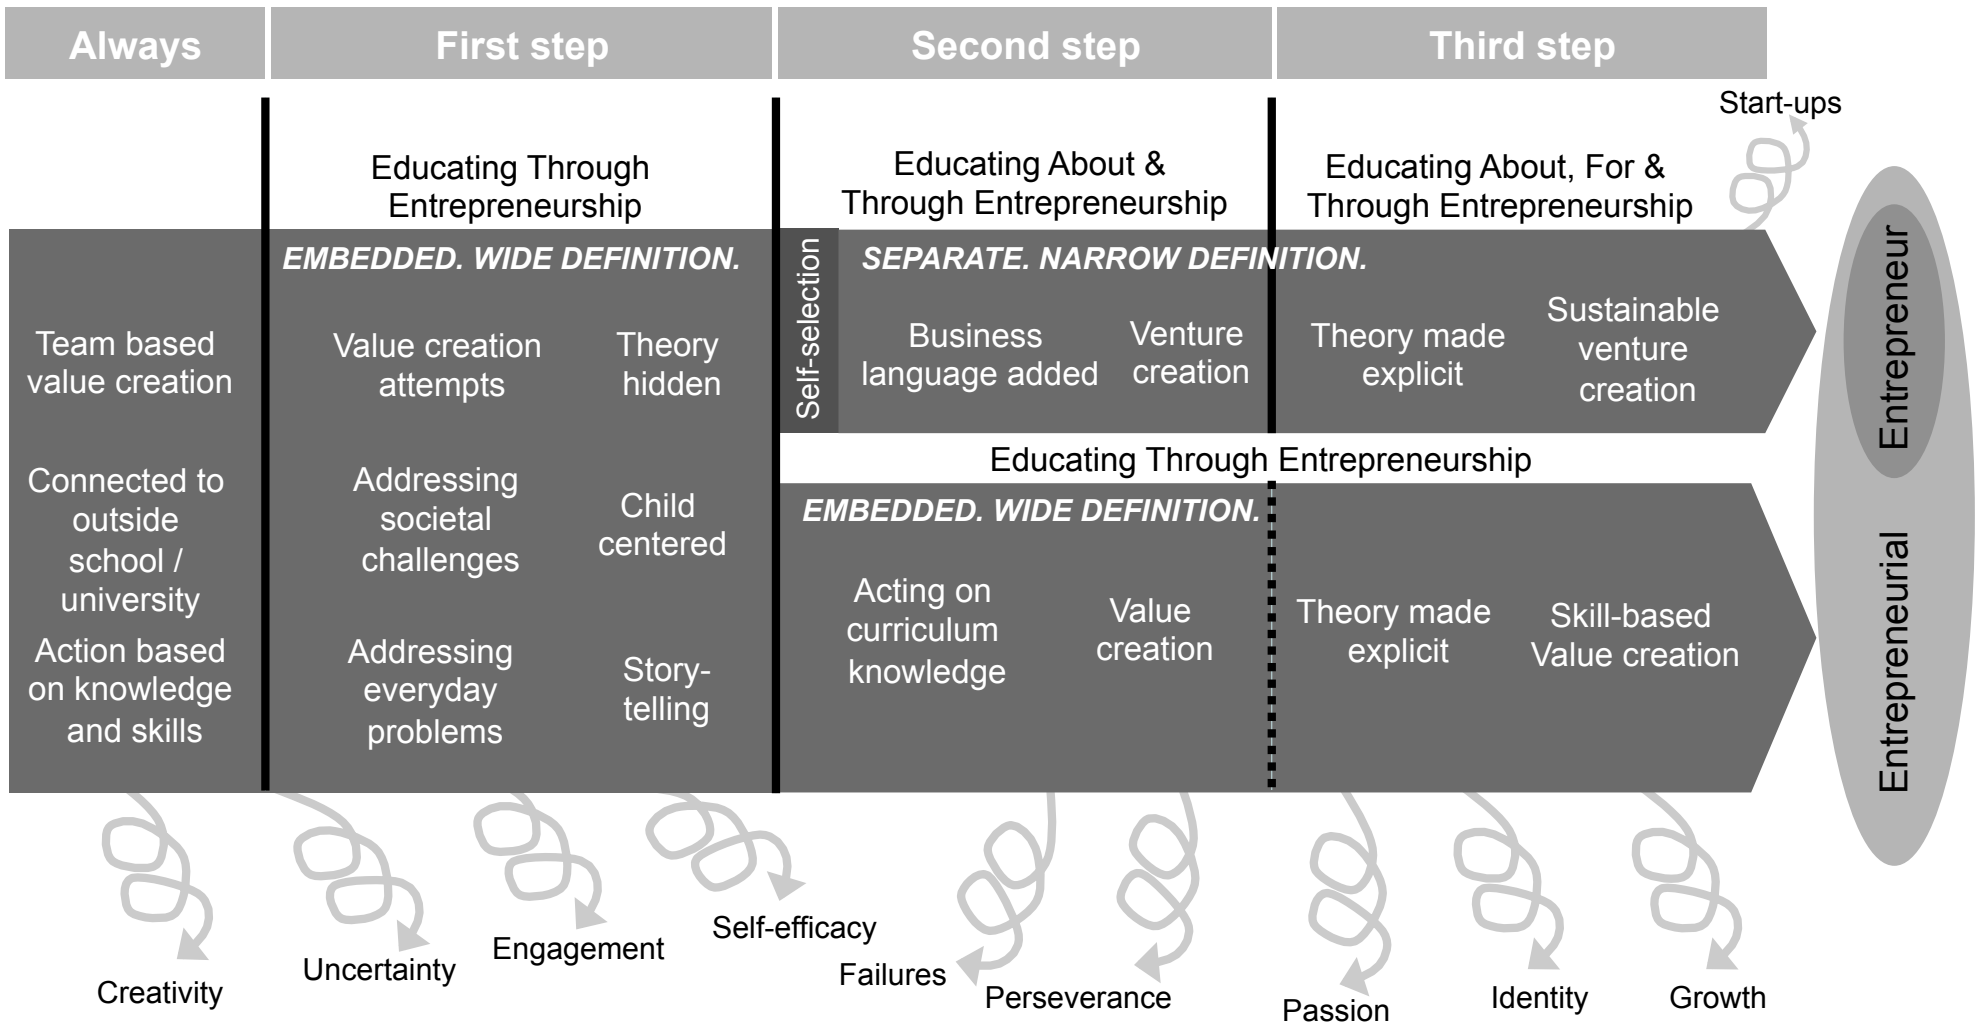 Always
First step
Second step
Third step
Start-ups
Educating Through
Entrepreneurship
Educating About &
Through Entrepreneurship
Educating About, For &
Through Entrepreneurship
Team based
value creation
Connected to
outside
school /
university
Action based
on knowledge
and skills
EMBEDDED. WIDE DEFINITION.
Value creation
attempts
Theory
hidden
Addressing
societal
challenges
Child
centered
Addressing
everyday
problems
Story-
telling
Self-selection
SEPARATE. NARROW DEFINITION.
Business
language added
Venture
creation
Theory made
explicit
Sustainable
venture
creation
Educating Through Entrepreneurship
EMBEDDED. WIDE DEFINITION.
Acting on
curriculum
knowledge
Value
creation
Theory made
explicit
Skill-based
Value creation
Entrepreneur
Entrepreneurial
Creativity
Uncertainty
Engagement
Self-efficacy
Failures
Perseverance
Passion
Identity
Growth